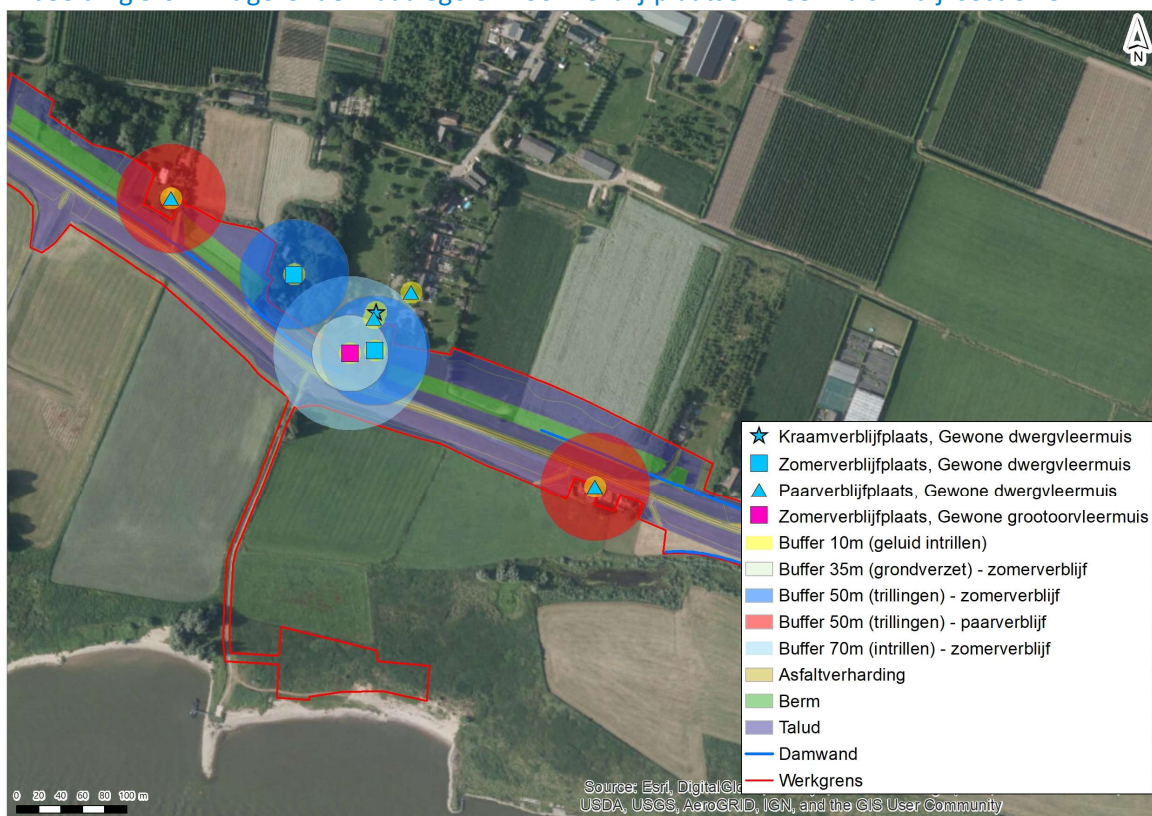 N
Kraamverblijfplaats, Gewone dwergvleermuis
Zomerverblijfplaats, Gewone dwergvleermuis
Paarverblijfplaats, Gewone dwergvleermuis
Zomerverblijfplaats, Gewone grootoorvleermuis
Buffer 10m (geluid intrillen)
Buffer 35m (grondverzet) - zomerverblijf
Buffer 50m (trillingen) - zomerverblijf
Buffer 50m (trillingen) - paarverblijf
Buffer 70m (intrillen) - zomerverblijf
Asfaltverharding
Berm
Talud
Damwand
Werkgrens
0 20 40 60 80 100 m
Source: Esri,
USDA, USGS, AeroGRID, IGN, and the GIS User Community